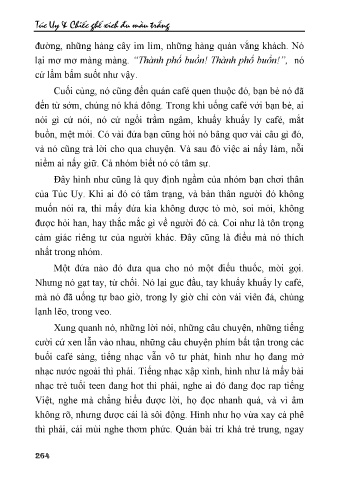 Túc Uy & Chiếc ghế xích đu màu trắng
đường, những hàng cây im lìm, những hàng quán vắng khách. Nó
lại mơ mơ màng màng. “Thành phố buồn! Thành phố buồn!”, nó
cứ lẩm bẩm suốt như vậy.
Cuối cùng, nó cũng đến quán café quen thuộc đó, bạn bè nó đã
đến từ sớm, chúng nó khá đông. Trong khi uống café với bạn bè, ai
nói gì cứ nói, nó cứ ngồi trầm ngâm, khuấy khuấy ly café, mắt
buồn, mệt mỏi. Có vài đứa bạn cũng hỏi nó bâng quơ vài câu gì đó,
và nó cũng trả lời cho qua chuyện. Và sau đó việc ai nấy làm, nỗi
niềm ai nấy giữ. Cả nhóm biết nó có tâm sự.
Đây hình như cũng là quy định ngầm của nhóm bạn chơi thân
của Túc Uy. Khi ai đó có tâm trạng, và bản thân người đó không
muốn nói ra, thì mấy đứa kia không được tò mò, soi mói, không
được hỏi han, hay thắc mắc gì về người đó cả. Coi như là tôn trọng
cảm giác riêng tư của người khác. Đây cũng là điều mà nó thích
nhất trong nhóm.
Một đứa nào đó đưa qua cho nó một điếu thuốc, mời gọi.
Nhưng nó gạt tay, từ chối. Nó lại gục đầu, tay khuấy khuấy ly café,
mà nó đã uống tự bao giờ, trong ly giờ chỉ còn vài viên đá, chúng
lạnh lẽo, trong veo.
Xung quanh nó, những lời nói, những câu chuyện, những tiếng
cười cứ xen lẫn vào nhau, những câu chuyện phím bất tận trong các
buổi café sáng, tiếng nhạc vẫn vô tư phát, hình như họ đang mở
nhạc nước ngoài thì phải. Tiếng nhạc xập xình, hình như là mấy bài
nhạc trẻ tuổi teen đang hot thì phải, nghe ai đó đang đọc rap tiếng
Việt, nghe mà chẳng hiểu được lời, họ đọc nhanh quá, và vì âm
không rõ, nhưng được cái là sôi động. Hình như họ vừa xay cà phê
thì phải, cái mùi nghe thơm phức. Quán bài trí khá trẻ trung, ngay
264